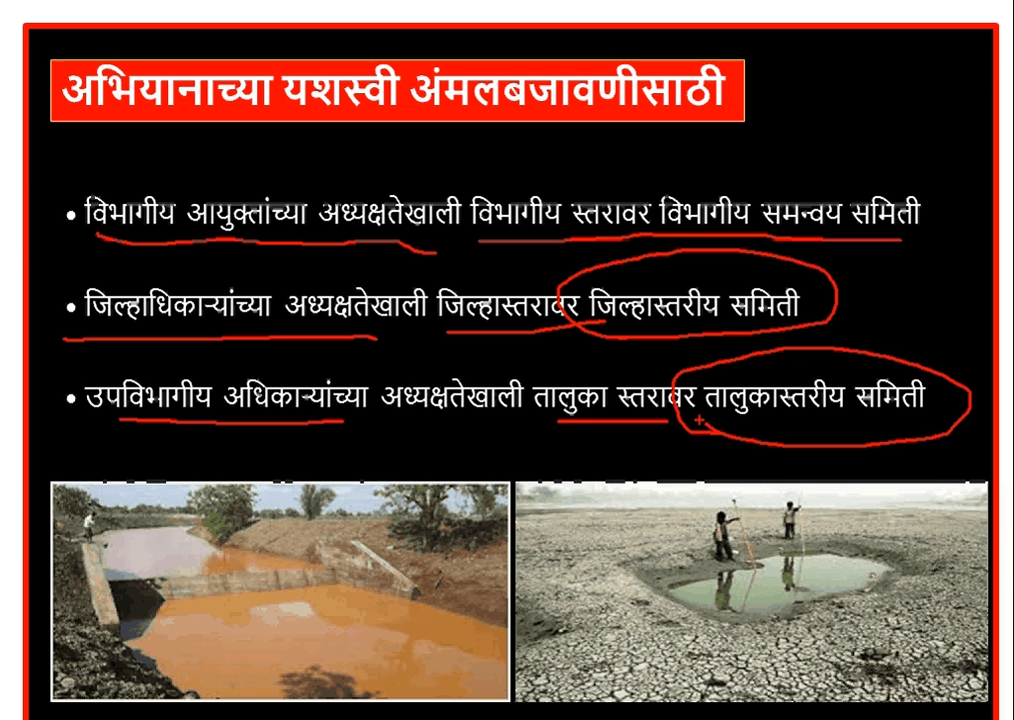 अभियानाच्या यशस्वी अंमलबजावणीसाठी
• विभागीय आयुक्तांच्या अध्यक्षतेखाली विभागीय स्तरावर विभागीय समन्वय समिती
• जिल्हाधिकाऱ्यांच्या अध्यक्षतेखाली जिल्हास्तरावर जिल्हास्तरीय समिती
• उपविभागीय अधिकाऱ्यांच्या अध्यक्षतेखाली तालुका स्तरावर तालुकास्तरीय समिती